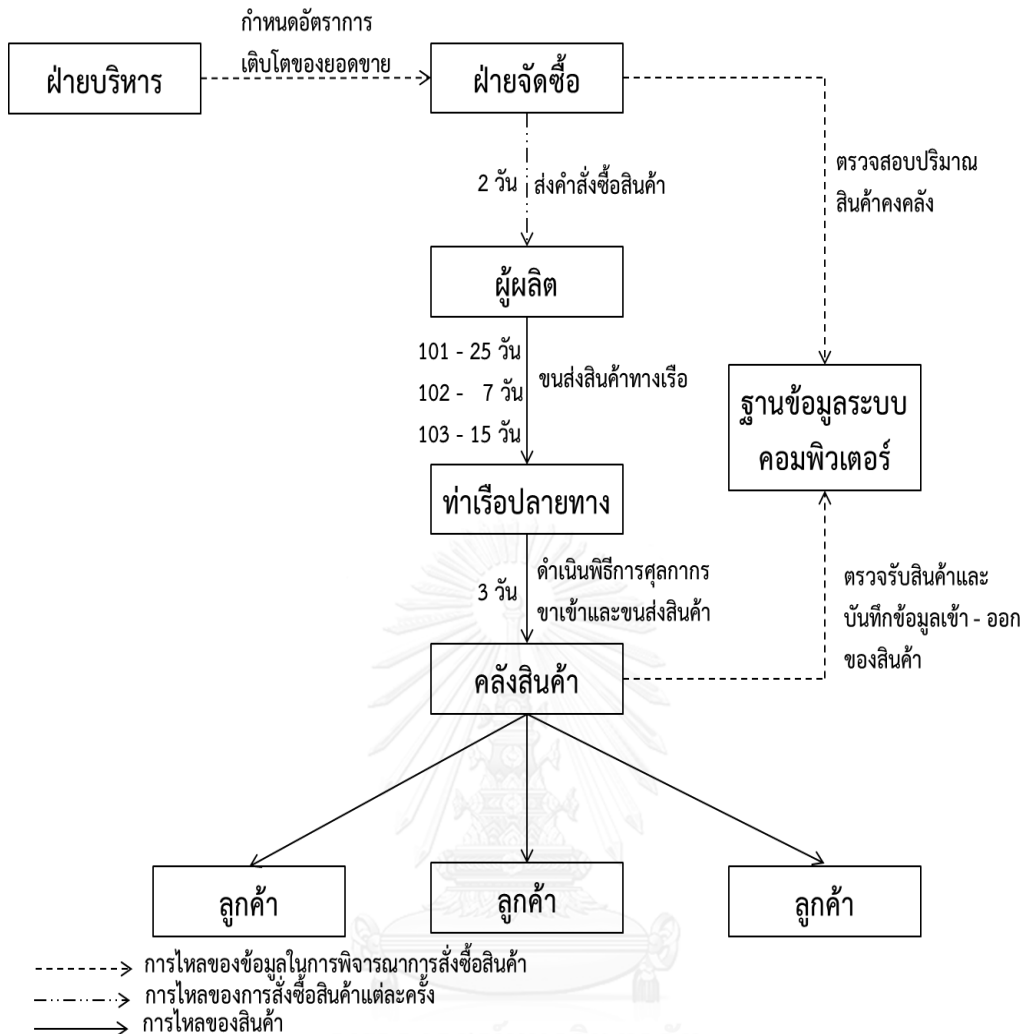 กำหนดอัตราการ
เติบโตของยอดขาย
ฝ่ายบริหาร
ฝ่ายจัดซื้อ
ตรวจสอบปริมาณ
สินค้าคงคลัง
2 วัน
ส่งคำสั่งซื้อสินค้า
ผู้ผลิต
101 - 25 วัน
102 - 7 วัน
103 - 15 วัน
ขนส่งสินค้าทางเรือ
ฐานข้อมูลระบบ
คอมพิวเตอร์
ท่าเรือปลายทาง
3 วัน
ดำเนินพิธีการศุลกากร
ขาเข้าและขนส่งสินค้า
ตรวจรับสินค้าและ
บันทึกข้อมูลเข้า - ออก
ของสินค้า
คลังสินค้า
ลูกค้า
ลูกค้า
ลูกค้า
การไหลของข้อมูลในการพิจารณาการสั่งซื้อสินค้า
การไหลของการสั่งซื้อสินค้าแต่ละครั้ง
การไหลของสินค้า